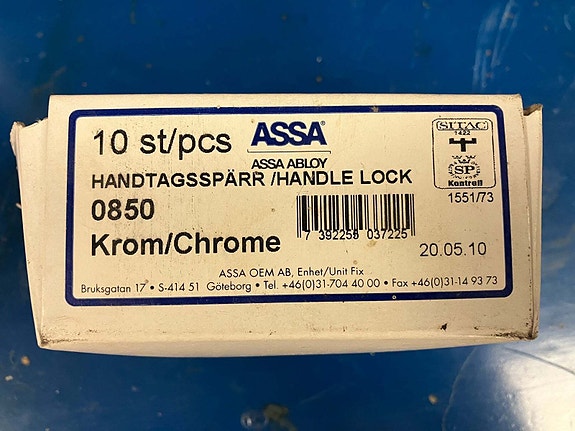 10 st/pcs ASSA
ASSA ABLOY
HANDTAGSSPÄRR /HANDLE LOCK
0850
Krom/Chrome
7 392255 037225
SITAC
1422
SP
Kontroll
1551/73
20.05.10
ASSA OEM AB, Enhet/Unit Fix
Bruksgatan 17 • S-414 51 Göteborg • Tel. +46(0)31-704 40 00 • Fax +46(0)31-14 93 73